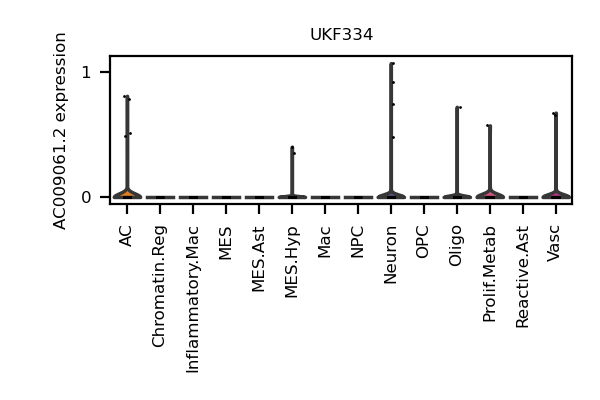 UKF334
AC009061.2 expression
1
0
AC
Chromatin.Reg
Inflammatory.Mac
MES
MES.Ast
MES.Hyp
Mac
NPC
Neuron
OPC
Oligo
Prolif.Metab
Reactive.Ast
Vasc